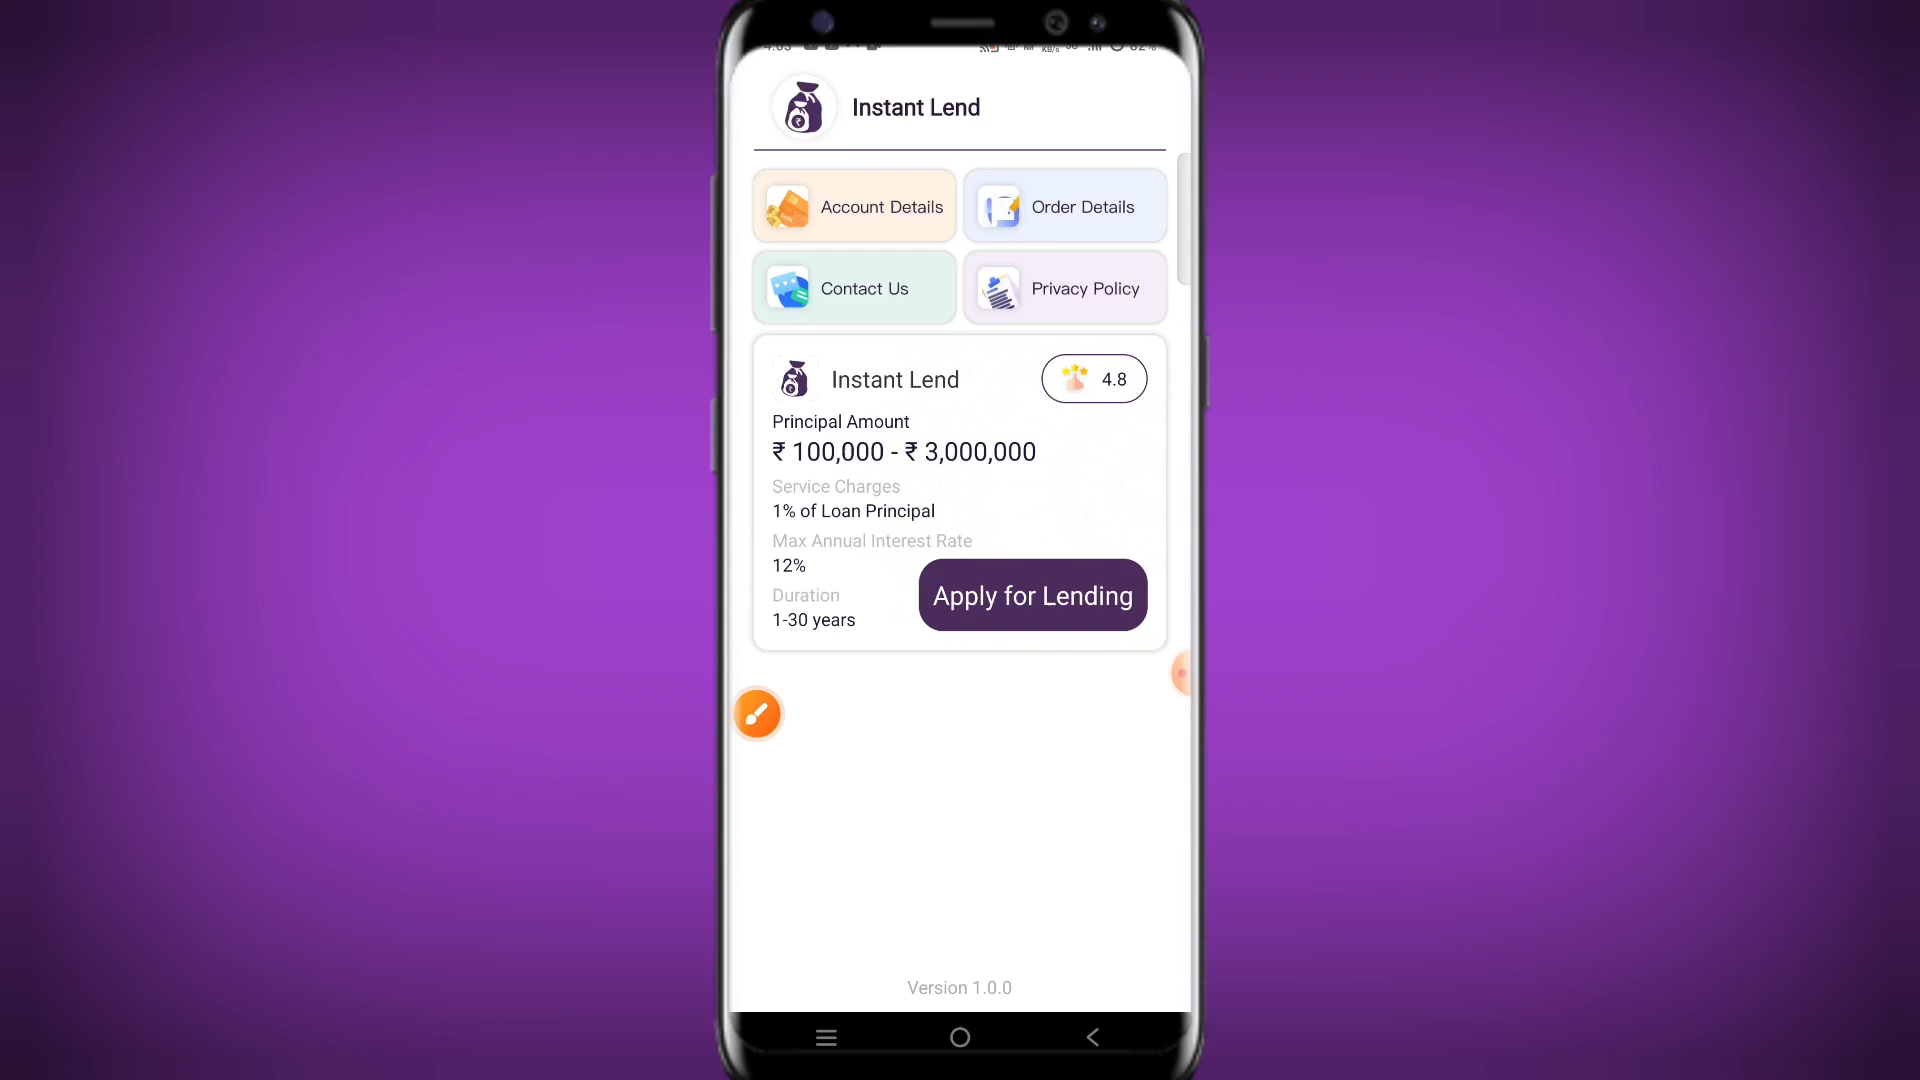 Instant Lend
Account Details
Order Details
Contact Us
Privacy Policy
Instant Lend
4.8
Principal Amount
₹ 100,000 - ₹ 3,000,000
Service Charges
1% of Loan Principal
Max Annual Interest Rate
12%
Duration
1-30 years
Apply for Lending
Version 1.0.0